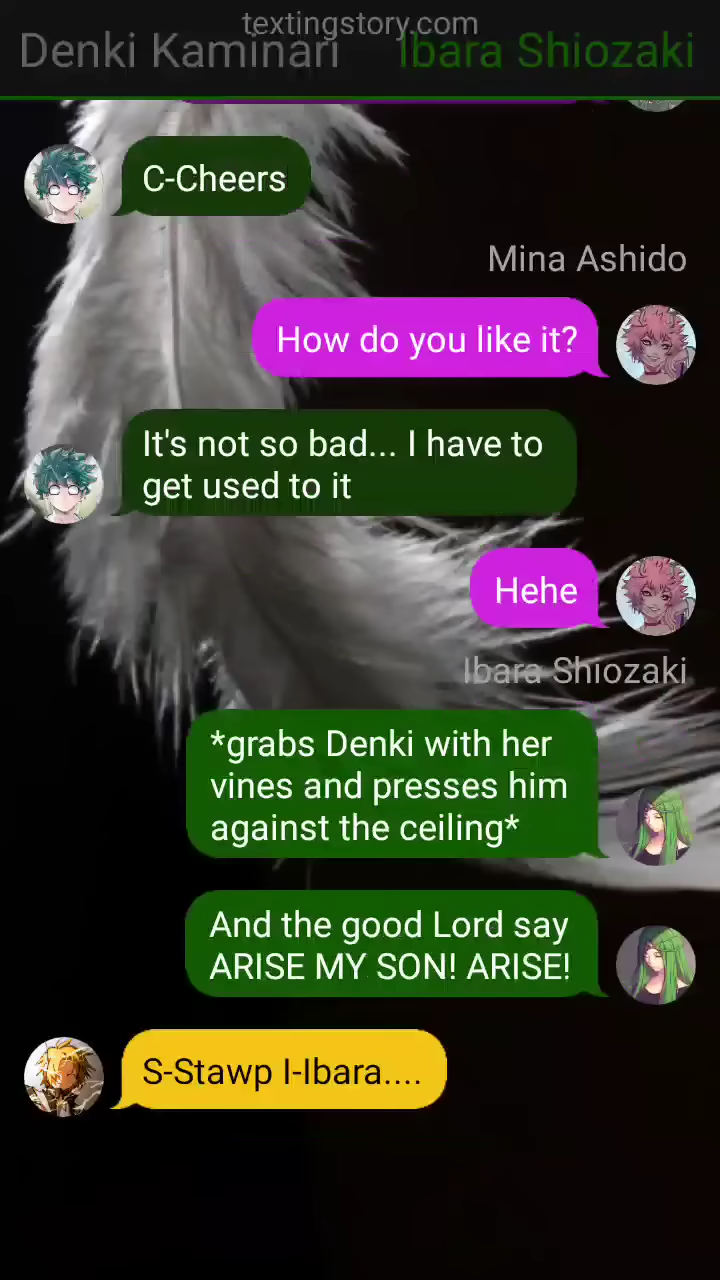 textingstory.com
Denki Kaminari Ibara Shiozaki
C-Cheers
Mina Ashido
How do you like it?
It's not so bad... I have to
get used to it
Hehe
Ibara Shiozaki
*grabs Denki with her
vines and presses him
against the ceiling*
And the good Lord say
ARISE MY SON! ARISE!
S-Stawp I-Ibara....